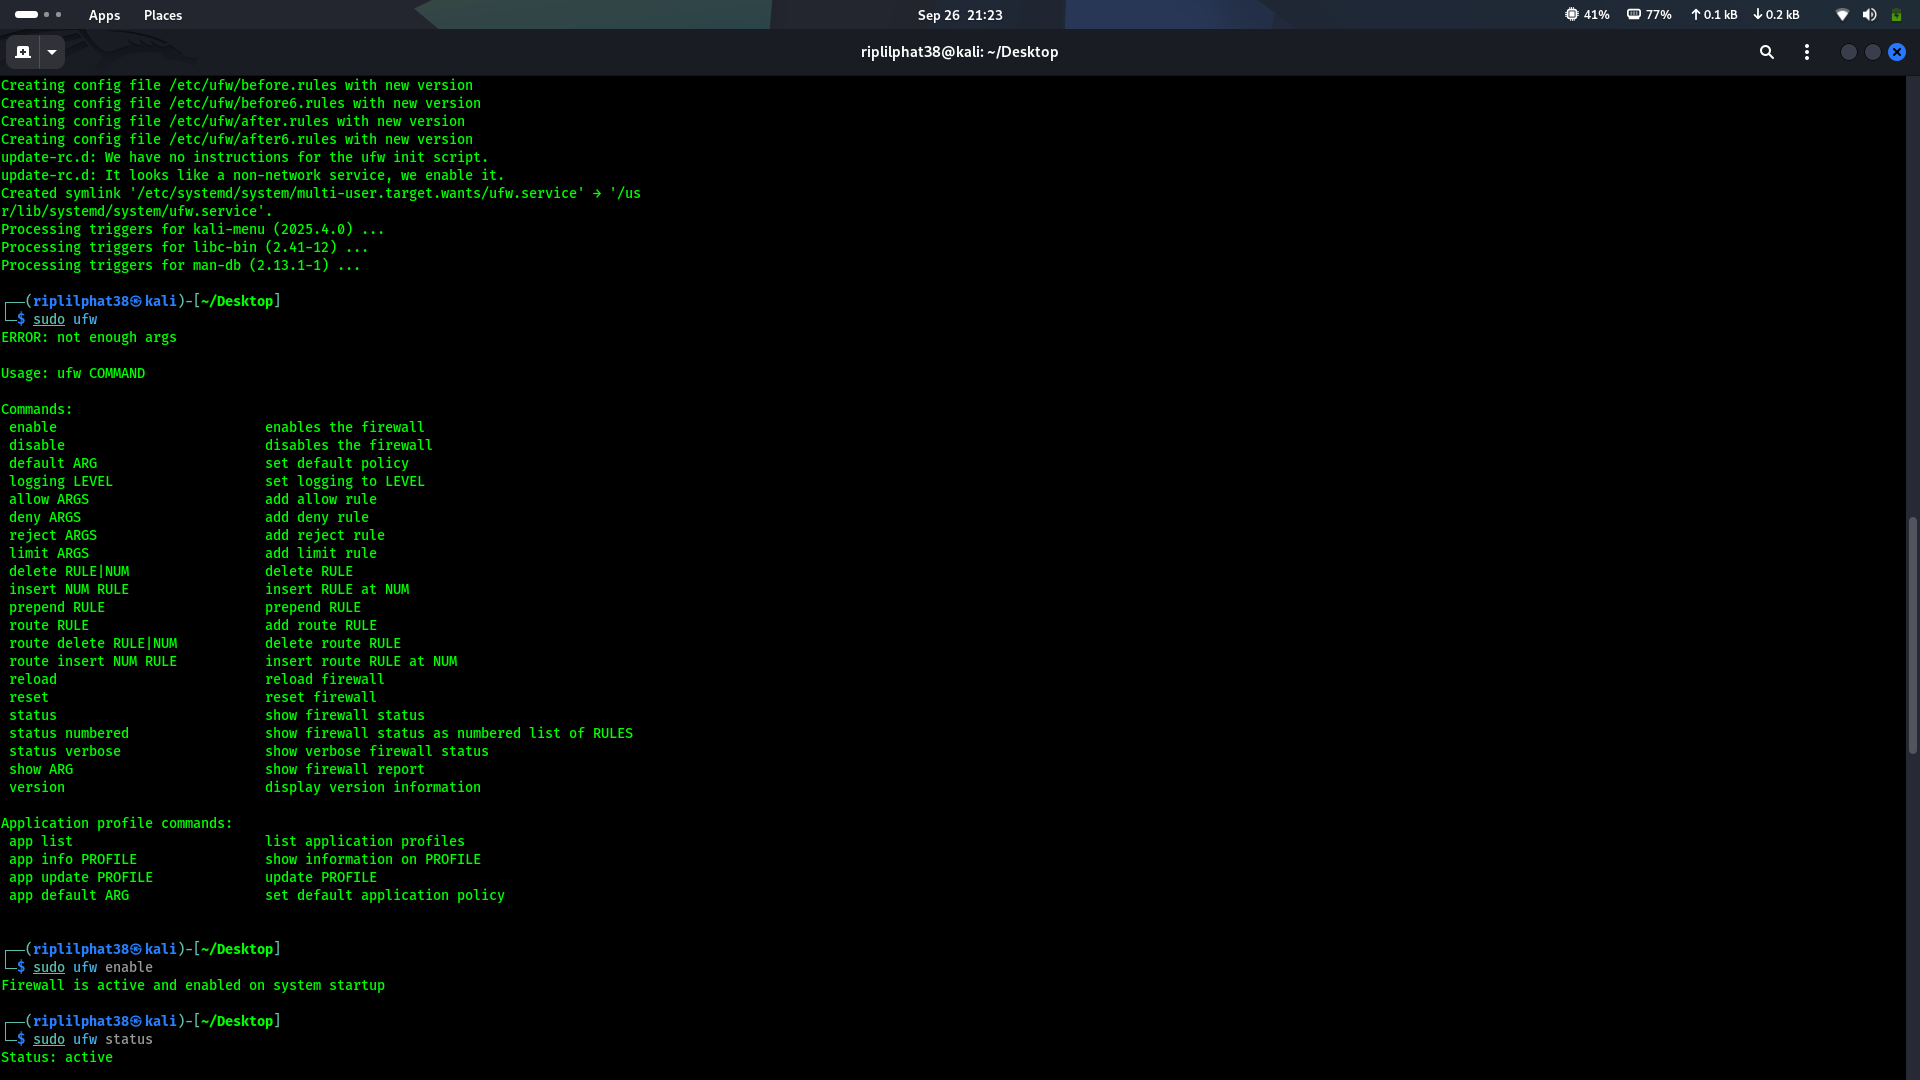 Apps Places Sep 26 21:23 41% 77% ↑0.1 kB ↓0.2 kB
riplilphat38@kali: ~/Desktop
Creating config file /etc/ufw/before.rules with new version
Creating config file /etc/ufw/before6.rules with new version
Creating config file /etc/ufw/after.rules with new version
Creating config file /etc/ufw/after6.rules with new version
update-rc.d: We have no instructions for the ufw init script.
update-rc.d: It looks like a non-network service, we enable it.
Created symlink '/etc/systemd/system/multi-user.target.wants/ufw.service' → '/us
r/lib/systemd/system/ufw.service'.
Processing triggers for kali-menu (2025.4.0) ...
Processing triggers for libc-bin (2.41-12) ...
Processing triggers for man-db (2.13.1-1) ...
┌──(riplilphat38㉿kali)-[~/Desktop]
└─$ sudo ufw
ERROR: not enough args
Usage: ufw COMMAND
Commands:
enable enables the firewall
disable disables the firewall
default ARG set default policy
logging LEVEL set logging to LEVEL
allow ARGS add allow rule
deny ARGS add deny rule
reject ARGS add reject rule
limit ARGS add limit rule
delete RULE|NUM delete RULE
insert NUM RULE insert RULE at NUM
prepend RULE prepend RULE
route RULE add route RULE
route delete RULE|NUM delete route RULE
route insert NUM RULE insert route RULE at NUM
reload reload firewall
reset reset firewall
status show firewall status
status numbered show firewall status as numbered list of RULES
status verbose show verbose firewall status
show ARG show firewall report
version display version information
Application profile commands:
app list list application profiles
app info PROFILE show information on PROFILE
app update PROFILE update PROFILE
app default ARG set default application policy
┌──(riplilphat38㉿kali)-[~/Desktop]
└─$ sudo ufw enable
Firewall is active and enabled on system startup
┌──(riplilphat38㉿kali)-[~/Desktop]
└─$ sudo ufw status
Status: active